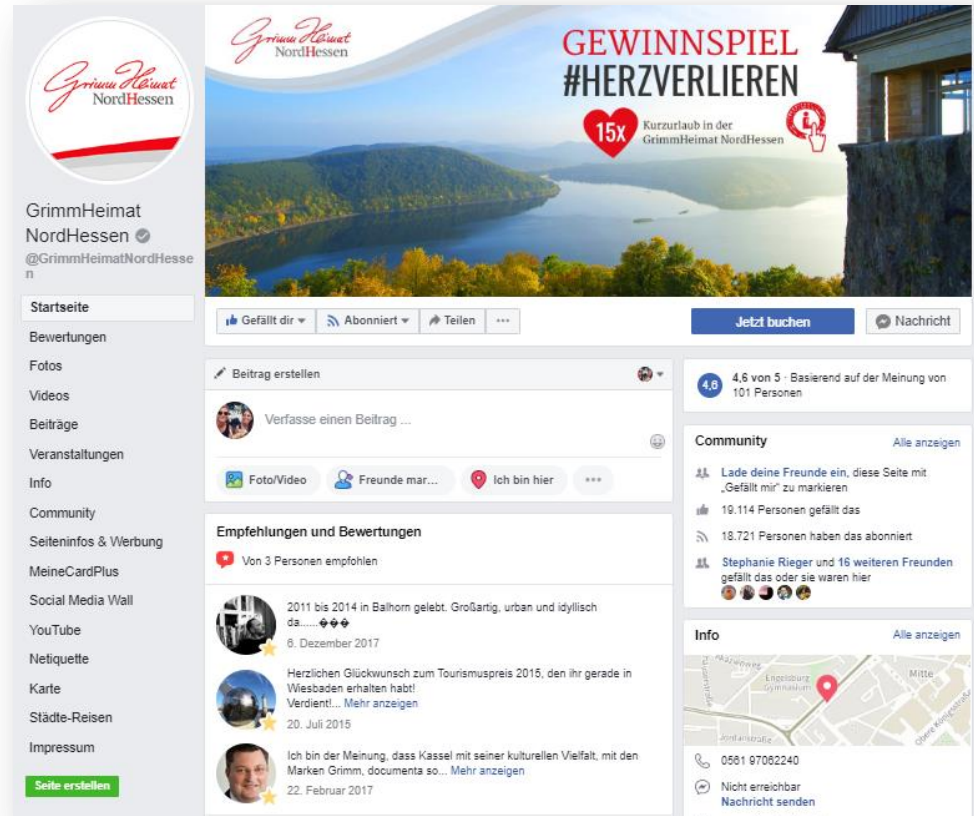 Grimm Heimat
NordHessen
GrimmHeimat
NordHessen
@GrimmHeimatNordHesse
n
Startseite
Bewertungen
Fotos
Videos
Beiträge
Veranstaltungen
Info
Community
Seiteninfos & Werbung
MeineCardPlus
Social Media Wall
YouTube
Netiquette
Karte
Städte-Reisen
Impressum
Seite erstellen
Grimm Heimat
NordHessen
GEWINNSPIEL
#HERZVERLIEREN
15x
Kurzurlaub in der
GrimmHeimat NordHessen
Gefällt dir
Abonniert
Teilen
...
Jetzt buchen
Nachricht
Beitrag erstellen
Verfasse einen Beitrag ...
Foto/Video
Freunde mar...
Ich bin hier
...
Empfehlungen und Bewertungen
Von 3 Personen empfohlen
2011 bis 2014 in Balhorn gelebt. Großartig, urban und idyllisch
da......���
6. Dezember 2017
Herzlichen Glückwunsch zum Tourismuspreis 2015, den ihr gerade in
Wiesbaden erhalten habt!
Verdient!... Mehr anzeigen
20. Juli 2015
Ich bin der Meinung, dass Kassel mit seiner kulturellen Vielfalt, mit den
Marken Grimm, documenta so... Mehr anzeigen
22. Februar 2017
4,6
4,6 von 5 · Basierend auf der Meinung von
101 Personen
Community
Alle anzeigen
Lade deine Freunde ein, diese Seite mit
„Gefällt mir" zu markieren
19.114 Personen gefällt das
18.721 Personen haben das abonniert
Stephanie Rieger und 16 weiteren Freunden
gefällt das oder sie waren hier
Info
Alle anzeigen
Engelsburg
Gymnasium
Mitte
Jordanstraße
Obere
0561 97062240
Nicht erreichbar
Nachricht senden